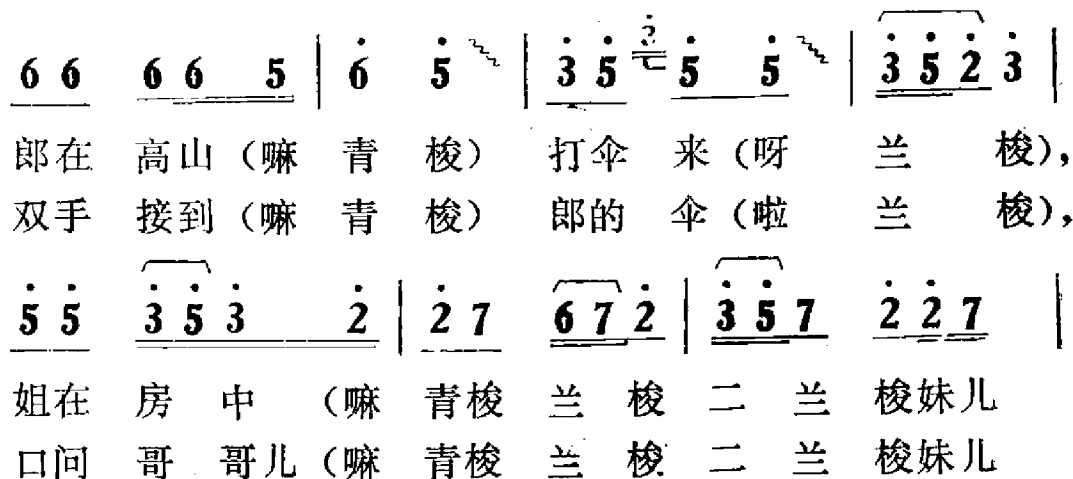 66 66 5 | 6̇ 5̇ | 3̇ 5̇ 5̇ 5̇ | 3̇ 5̇ 2̇ 3̇ |
郎在 高山（嘛 青 梭） 打伞 来（呀 兰 梭），
双手 接到（嘛 青 梭） 郎的 伞（啦 兰 梭），
5̇ 5̇ 3̇ 5̇ 3̇ 2̇ | 2̇ 7 6 7 2̇ | 3̇ 5̇ 7 2̇ 2̇ 7 |
姐在 房 中 （嘛 青梭 兰 梭 二 兰 梭妹儿
口问 哥 哥儿（嘛 青梭 兰 梭 二 兰 梭妹儿